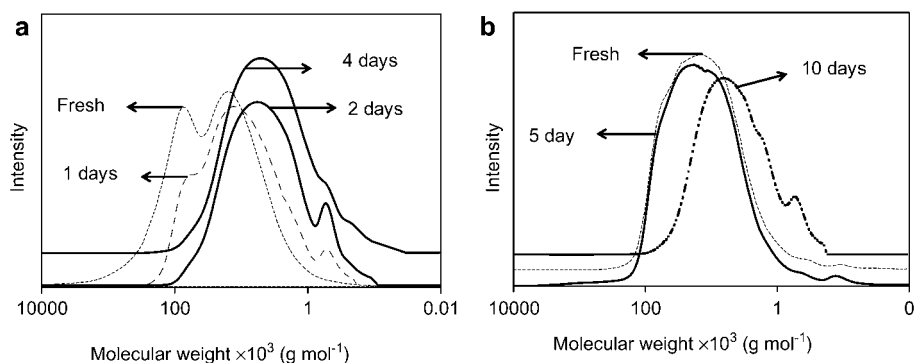 a
4 days
Fresh
2 days
1 days
Intensity
10000 100 1 0.01
Molecular weight ×10³ (g mol⁻¹)
b
Fresh
10 days
5 day
Intensity
10000 100 1 0
Molecular weight ×10³ (g mol⁻¹)